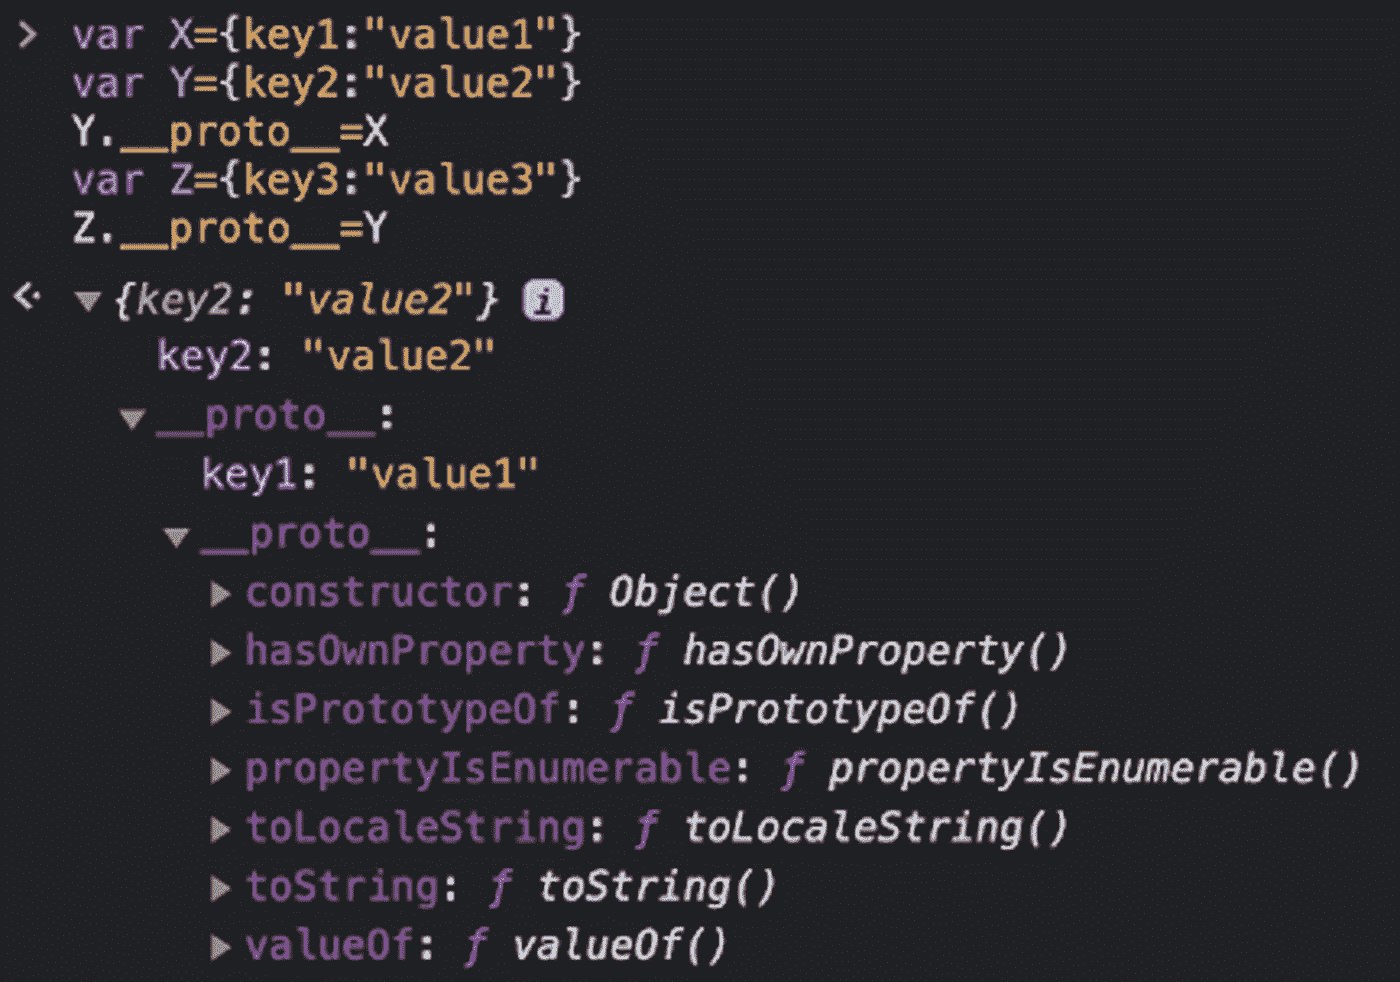 > var X={key1:"value1"}
var Y={key2:"value2"}
Y.__proto__=X
var Z={key3:"value3"}
Z.__proto__=Y
{key2: "value2"} i
key2: "value2"
__proto__:
key1: "value1"
__proto__:
constructor: ƒ Object()
hasOwnProperty: ƒ hasOwnProperty()
isPrototypeOf: ƒ isPrototypeOf()
propertyIsEnumerable: ƒ propertyIsEnumerable()
toLocaleString: ƒ toLocaleString()
toString: ƒ toString()
valueOf: ƒ valueOf()